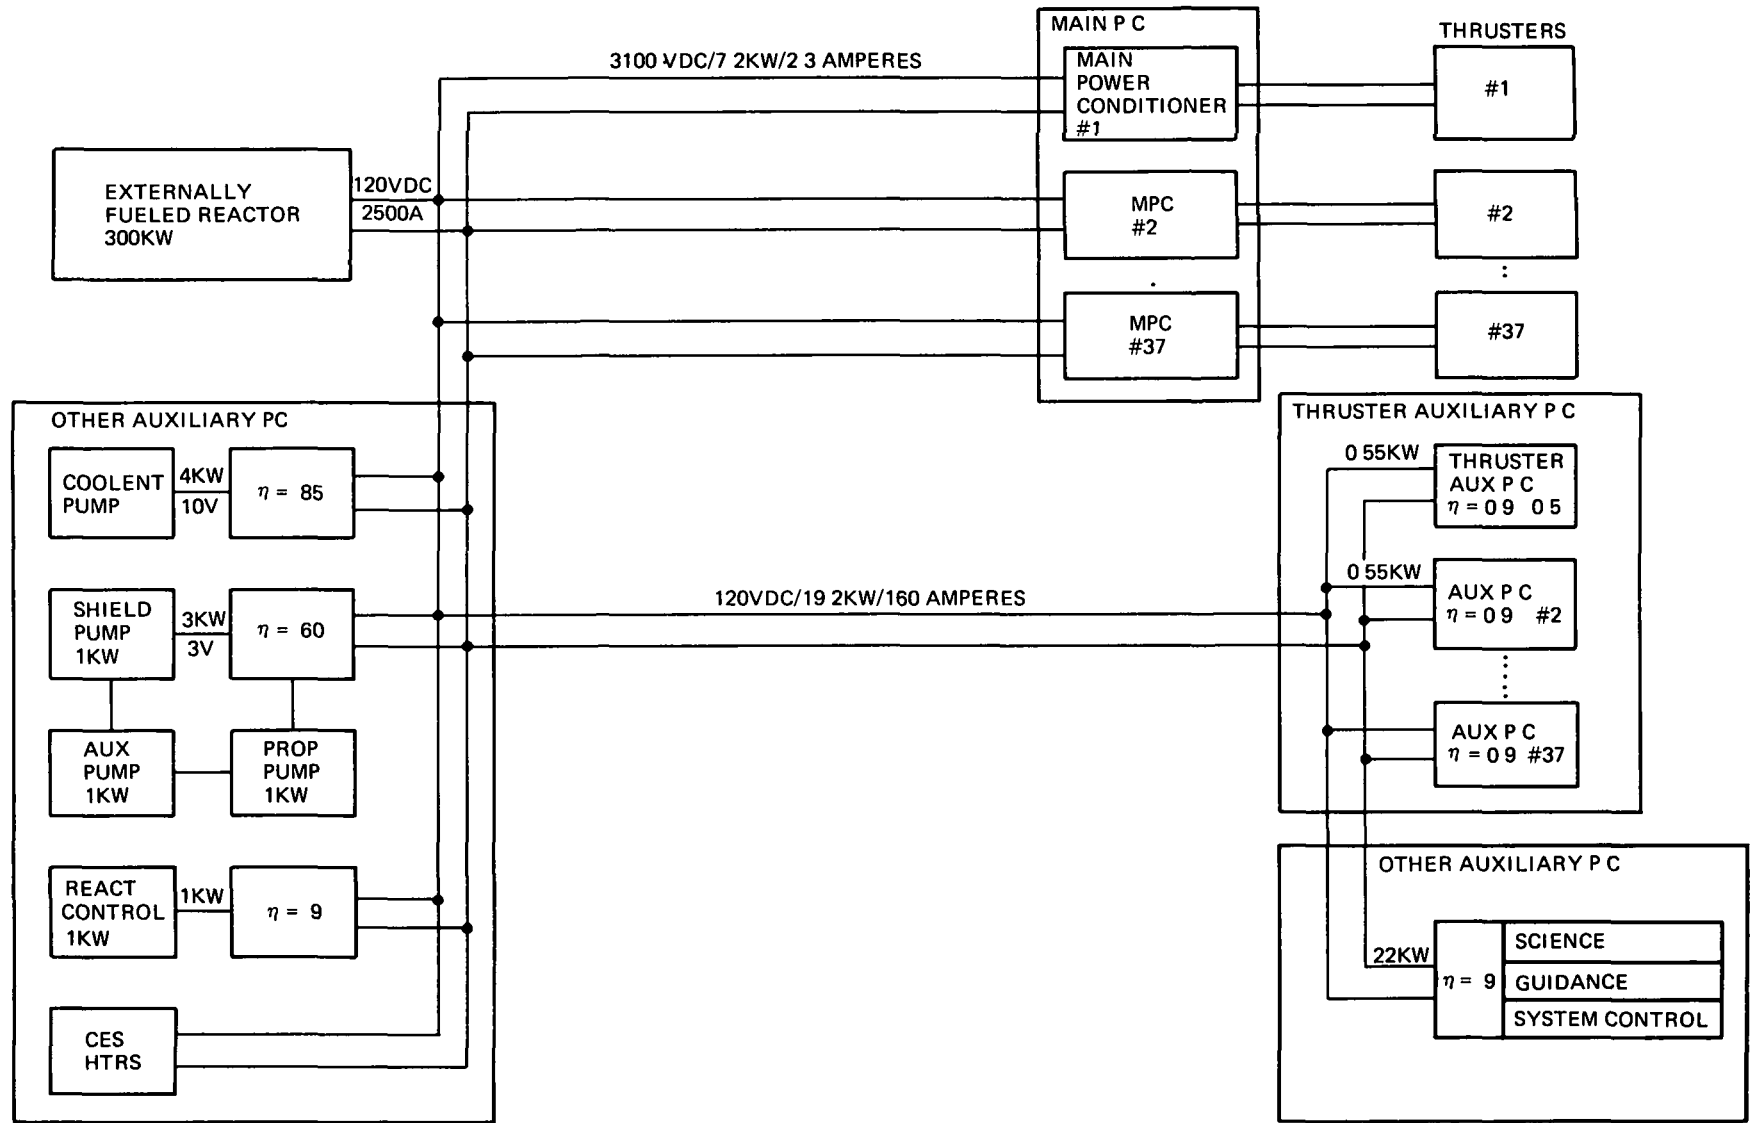 MAIN P C
THRUSTERS
3100 VDC/7 2KW/2 3 AMPERES
MAIN
POWER
CONDITIONER
#1
#1
EXTERNALLY
FUELED REACTOR
300KW
120VDC
2500A
MPC
#2
#2
:
.
MPC
#37
#37
OTHER AUXILIARY PC
COOLENT
PUMP
4KW
10V
η = 85
SHIELD
PUMP
1KW
3KW
3V
η = 60
AUX
PUMP
1KW
PROP
PUMP
1KW
REACT
CONTROL
1KW
1KW
η = 9
CES
HTRS
120VDC/19 2KW/160 AMPERES
THRUSTER AUXILIARY P C
0 55KW
THRUSTER
AUX P C
η = 0 9 0 5
0 55KW
AUX P C
η = 0 9 #2
AUX P C
η = 0 9 #37
OTHER AUXILIARY P C
22KW
η = 9
SCIENCE
GUIDANCE
SYSTEM CONTROL